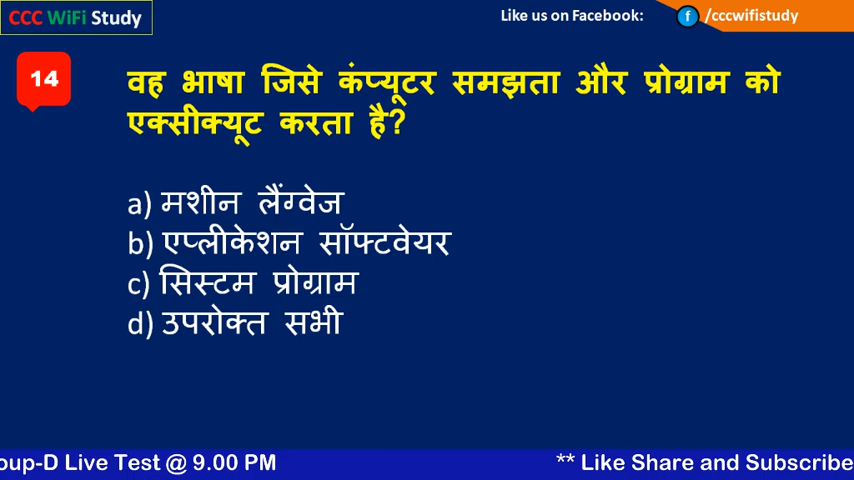 CCC WiFi Study
Like us on Facebook: f /cccwifistudy
14
वह भाषा जिसे कंप्यूटर समझता और प्रोग्राम को
एक्सीक्यूट करता है?
a) मशीन लैंग्वेज
b) एप्लीकेशन सॉफ्टवेयर
c) सिस्टम प्रोग्राम
d) उपरोक्त सभी
oup-D Live Test @ 9.00 PM ** Like Share and Subscribe